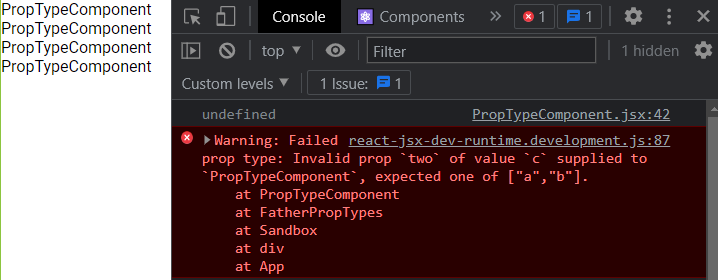 PropTypeComponent
PropTypeComponent
PropTypeComponent
PropTypeComponent
Console Components » 1 1
top ▼ Filter 1 hidden
Custom levels ▼ 1 Issue: 1
undefined PropTypeComponent.jsx:42
▶Warning: Failed react-jsx-dev-runtime.development.js:87
prop type: Invalid prop `two` of value `c` supplied to
`PropTypeComponent`, expected one of ["a","b"].
at PropTypeComponent
at FatherPropTypes
at Sandbox
at div
at App